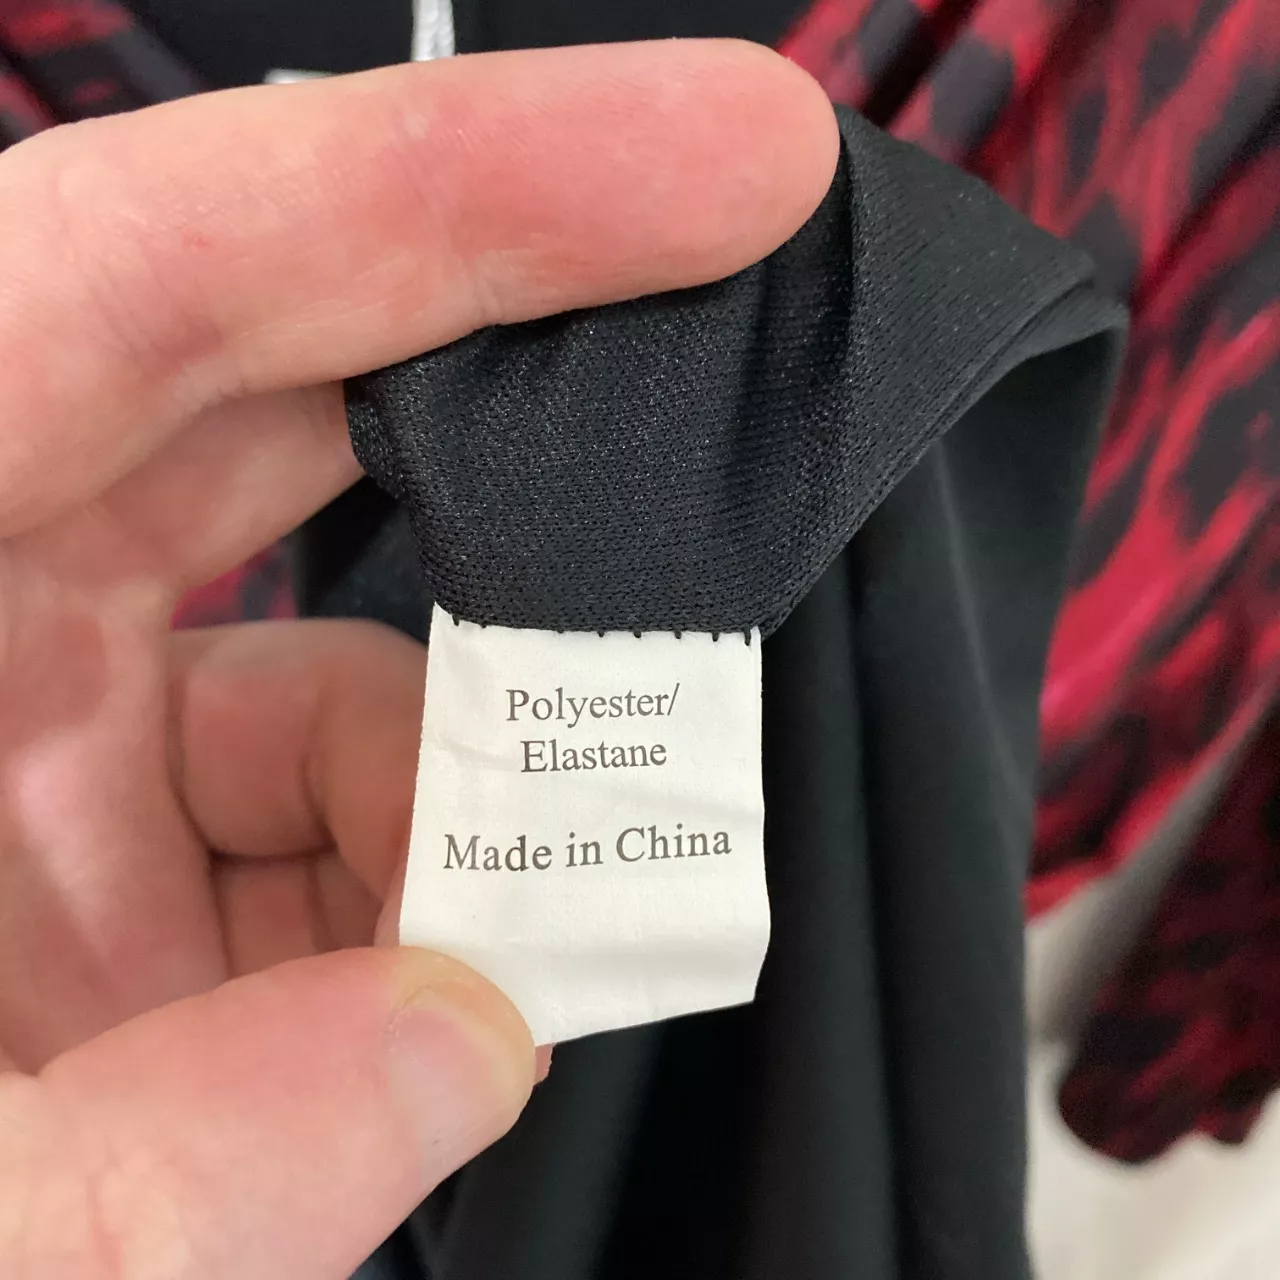 Polyester/
Elastane
Made in China